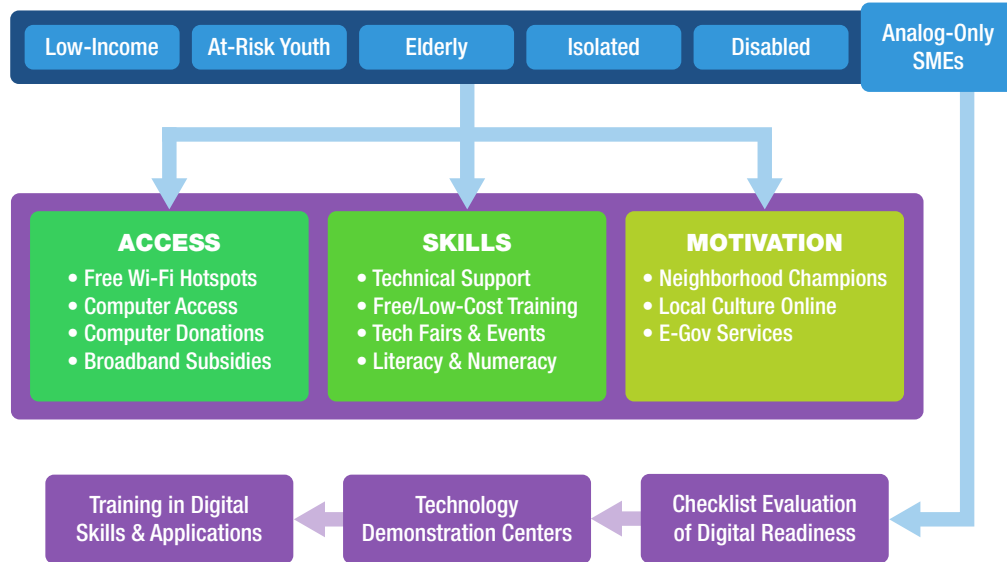 Low-Income
At-Risk Youth
Elderly
Isolated
Disabled
Analog-Only
SMEs
ACCESS
• Free Wi-Fi Hotspots
• Computer Access
• Computer Donations
• Broadband Subsidies
SKILLS
• Technical Support
• Free/Low-Cost Training
• Tech Fairs & Events
• Literacy & Numeracy
MOTIVATION
• Neighborhood Champions
• Local Culture Online
• E-Gov Services
Training in Digital
Skills & Applications
Technology
Demonstration Centers
Checklist Evaluation
of Digital Readiness